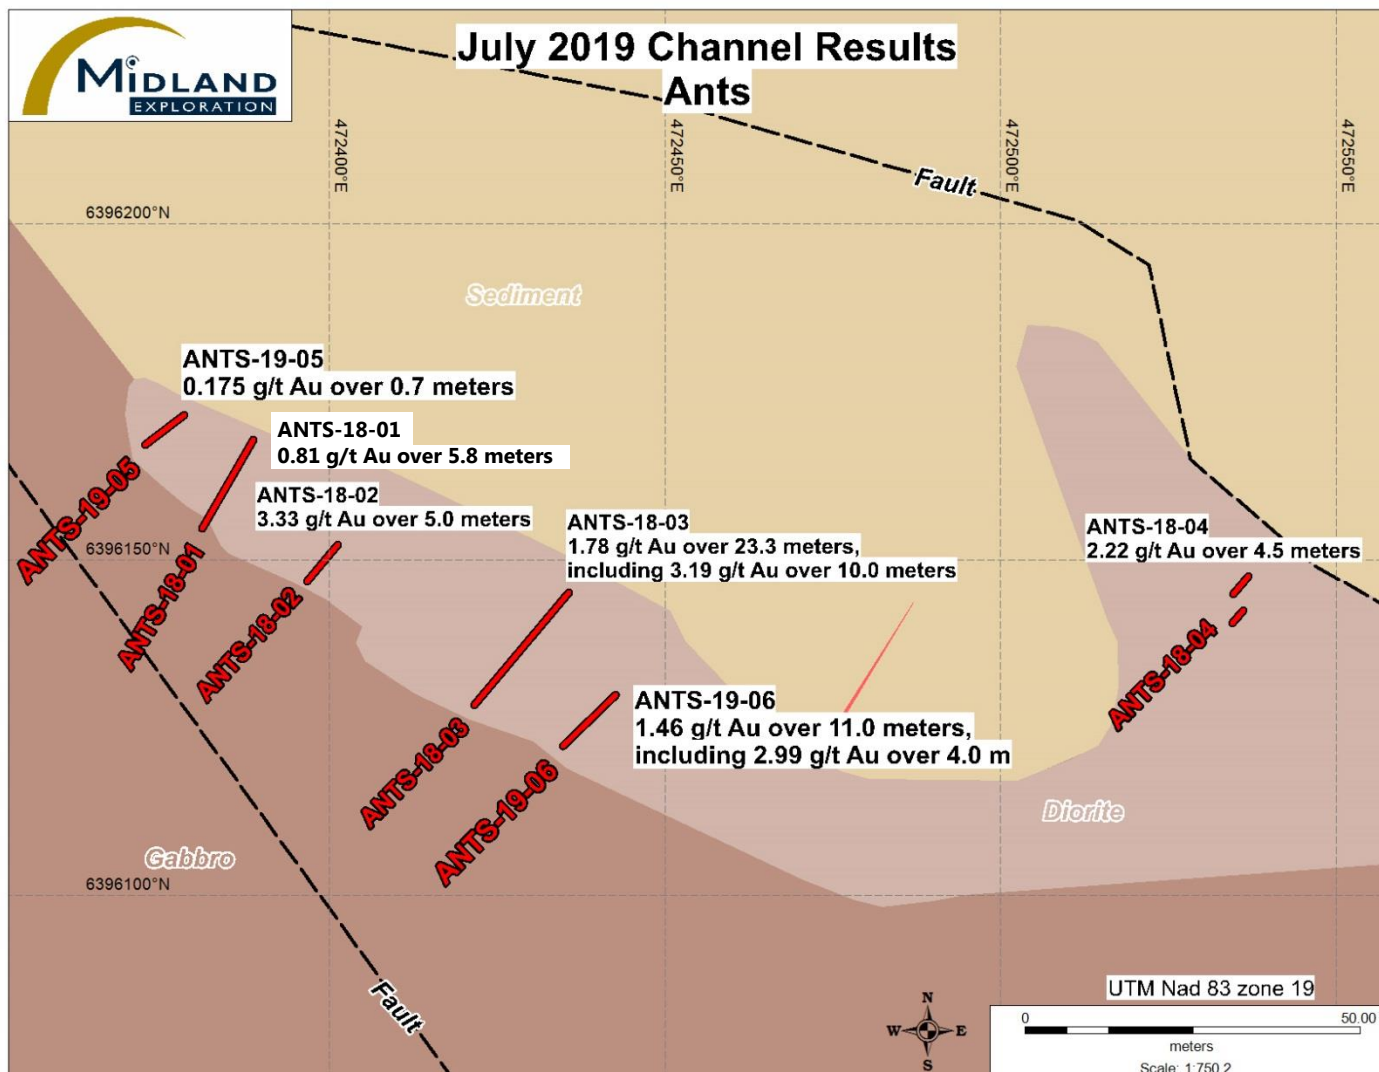 MIDLAND
EXPLORATION
July 2019 Channel Results
Ants
472400°E
472450°E
472500°E
472550°E
Fault
6396200°N
Sediment
ANTS-19-05
0.175 g/t Au over 0.7 meters
ANTS-18-01
0.81 g/t Au over 5.8 meters
ANTS-18-02
3.33 g/t Au over 5.0 meters
ANTS-18-03
1.78 g/t Au over 23.3 meters,
including 3.19 g/t Au over 10.0 meters
ANTS-18-04
2.22 g/t Au over 4.5 meters
6396150°N
ANTS-19-05
ANTS-18-01
ANTS-18-02
ANTS-18-03
ANTS-19-06
ANTS-18-04
ANTS-19-06
1.46 g/t Au over 11.0 meters,
including 2.99 g/t Au over 4.0 m
Diorite
Gabbro
6396100°N
Fault
N
W
E
S
UTM Nad 83 zone 19
0
50.00
meters
Scale: 1:750.2